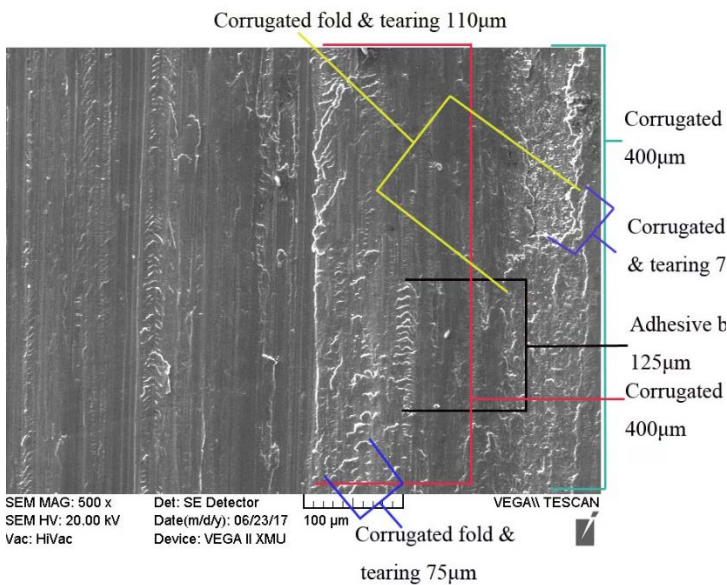 Corrugated fold & tearing 110μm
Corrugated
400μm
Corrugated
& tearing 7
Adhesive b
125μm
Corrugated
400μm
SEM MAG: 500 x
Det: SE Detector
SEM HV: 20.00 kV
Date(m/d/y): 06/23/17
Vac: HiVac
Device: VEGA II XMU
100 μm
VEGA\\ TESCAN
Corrugated fold &
tearing 75μm